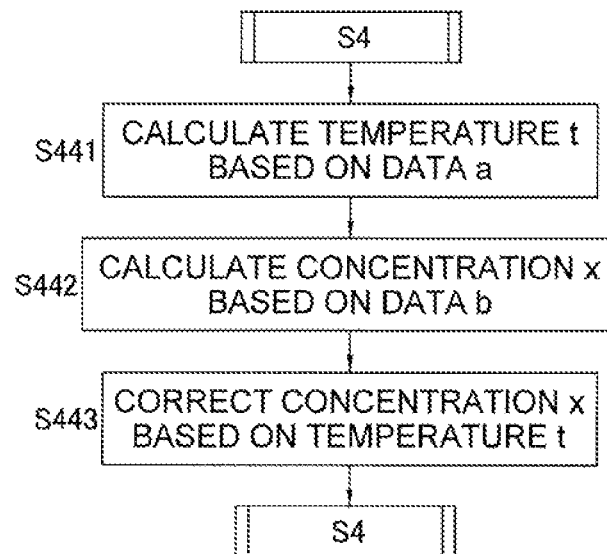 S4
S441
CALCULATE TEMPERATURE t
BASED ON DATA a
S442
CALCULATE CONCENTRATION x
BASED ON DATA b
S443
CORRECT CONCENTRATION x
BASED ON TEMPERATURE t
S4